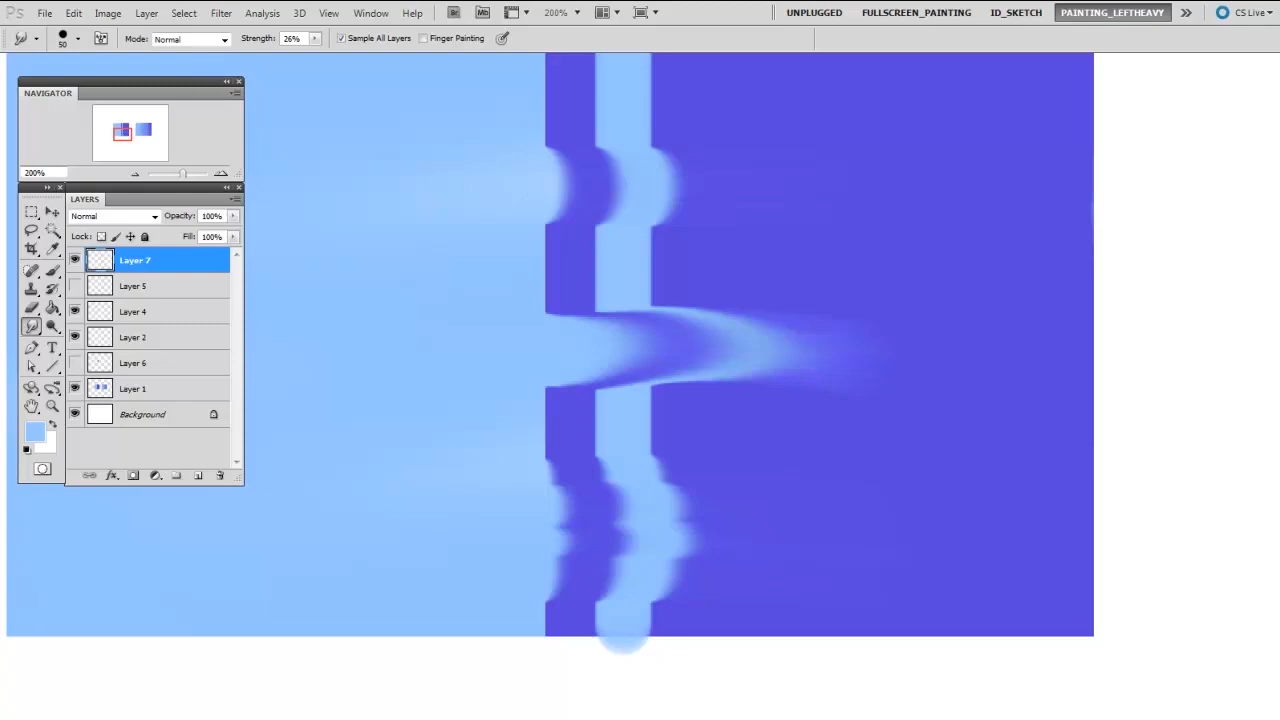 Ps File Edit Image Layer Select Filter Analysis 3D View Window Help Br Mb 200% UNPLUGGED FULLSCREEN_PAINTING ID_SKETCH PAINTING_LEFTHEAVY CS Live
50 Mode: Normal Strength: 26% Sample All Layers Finger Painting
NAVIGATOR
200%
LAYERS
Normal Opacity: 100%
Lock: Fill: 100%
Layer 7
Layer 5
Layer 4
Layer 2
Layer 6
Layer 1
Background